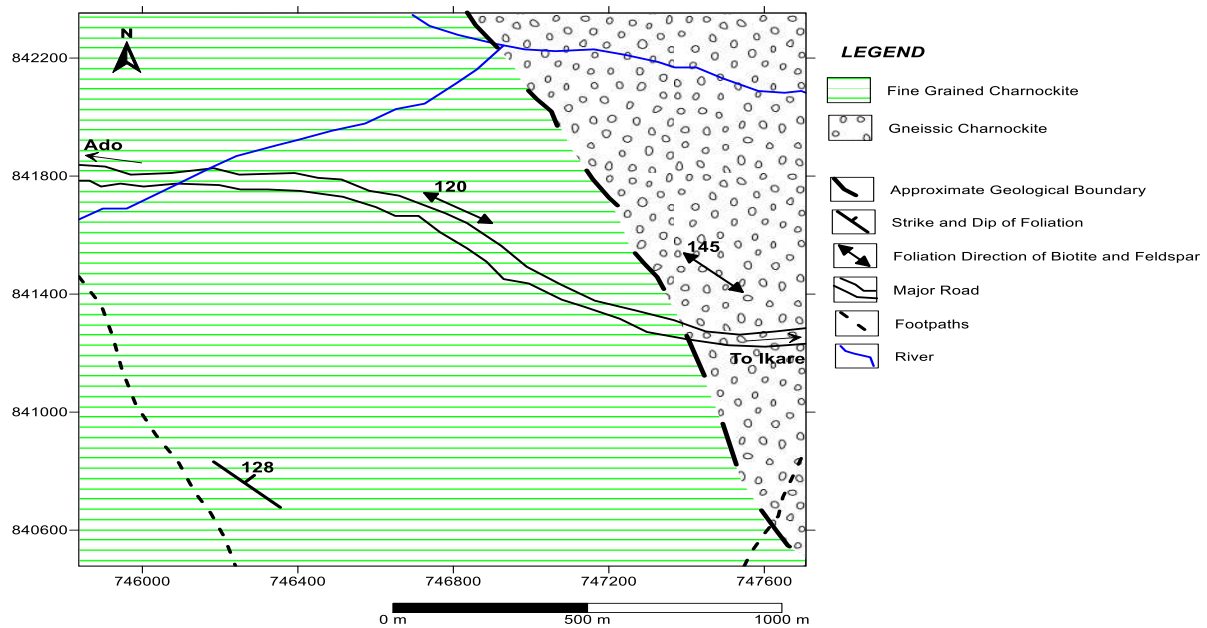 N
842200
841800
841400
841000
840600
Ado
120
145
To Ikare
128
746000 746400 746800 747200 747600
0 m 500 m 1000 m
LEGEND
Fine Grained Charnockite
Gneissic Charnockite
Approximate Geological Boundary
Strike and Dip of Foliation
Foliation Direction of Biotite and Feldspar
Major Road
Footpaths
River